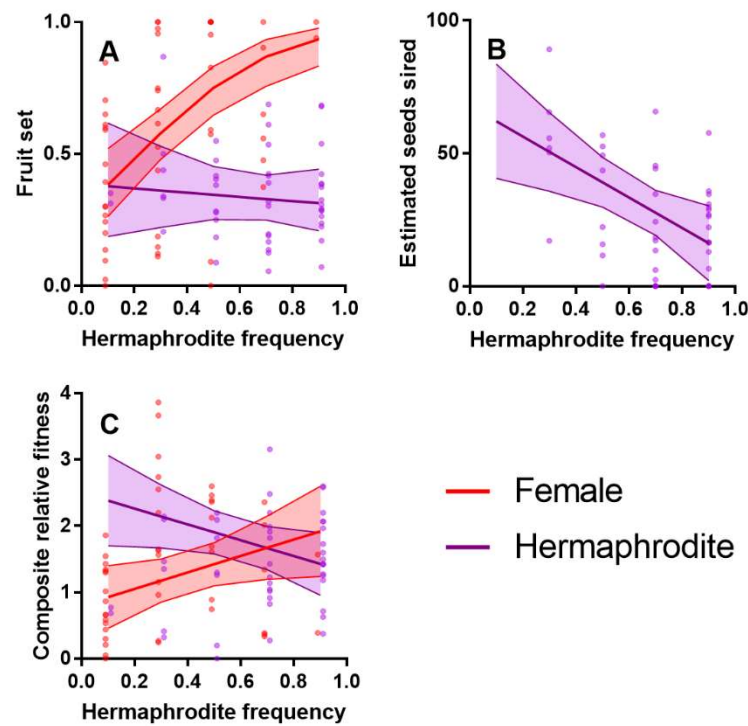 A
Fruit set
1.0
0.5
0.0
0.0 0.2 0.4 0.6 0.8 1.0
Hermaphrodite frequency
B
Estimated seeds sired
100
50
0
0.0 0.2 0.4 0.6 0.8 1.0
Hermaphrodite frequency
C
Composite relative fitness
4
3
2
1
0
0.0 0.2 0.4 0.6 0.8 1.0
Hermaphrodite frequency
Female
Hermaphrodite